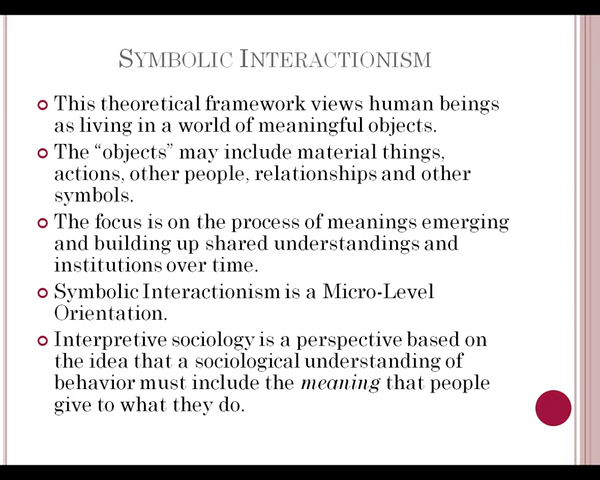 SYMBOLIC INTERACTIONISM
This theoretical framework views human beings
as living in a world of meaningful objects.
The “objects” may include material things,
actions, other people, relationships and other
symbols.
The focus is on the process of meanings emerging
and building up shared understandings and
institutions over time.
Symbolic Interactionism is a Micro-Level
Orientation.
Interpretive sociology is a perspective based on
the idea that a sociological understanding of
behavior must include the meaning that people
give to what they do.